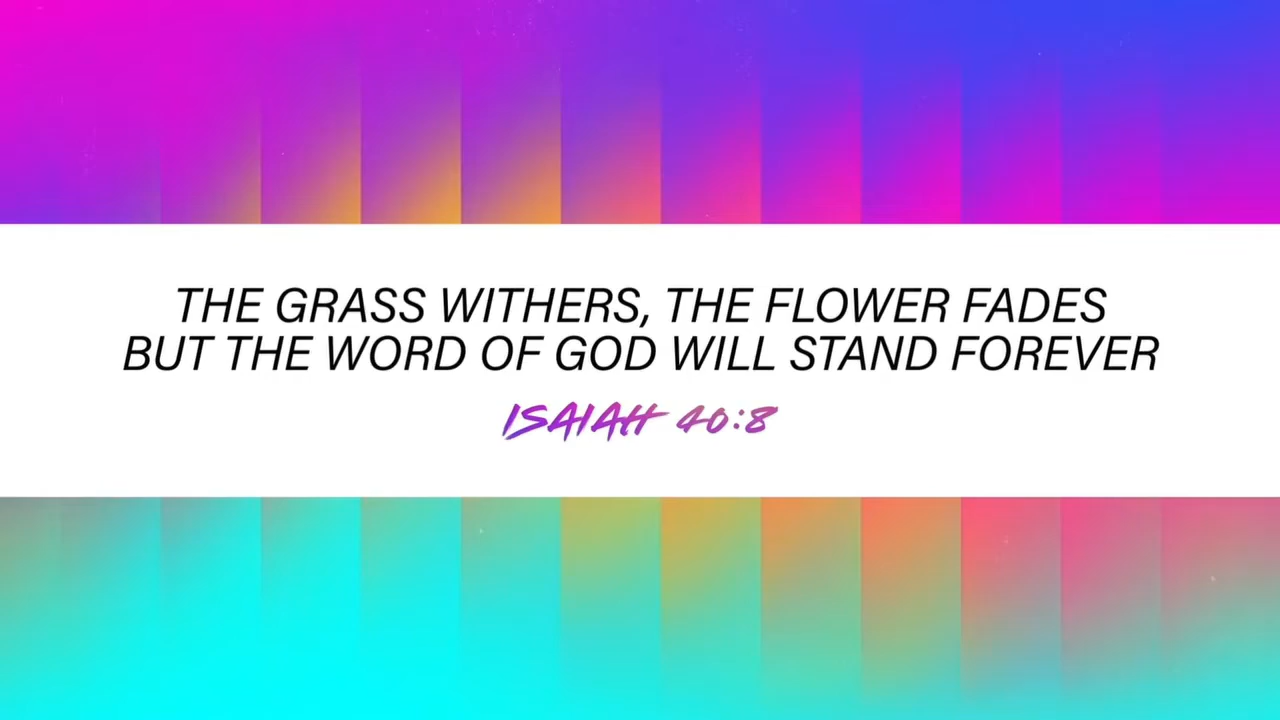 THE GRASS WITHERS, THE FLOWER FADES
BUT THE WORD OF GOD WILL STAND FOREVER
ISAIAH 40:8